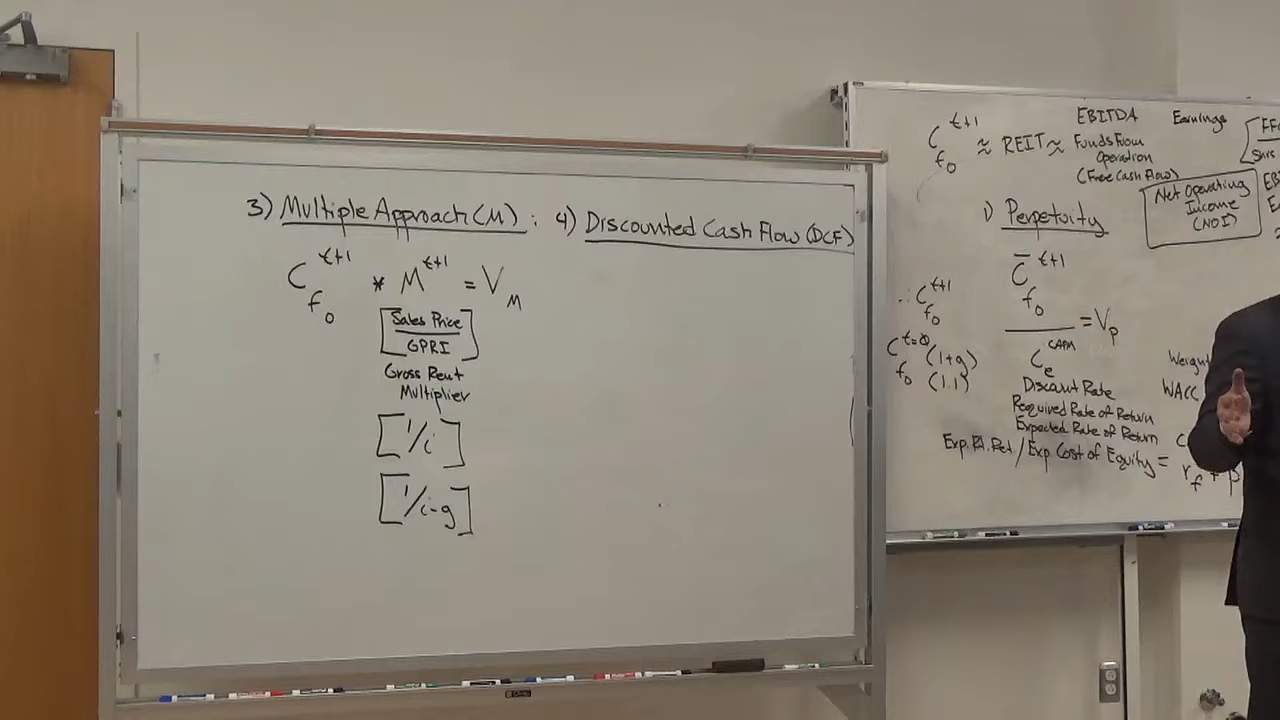 3) Multiple Approach (M) :
C f₀ t+1 * M t+1 = V M
[Sales Price / GPRI]
Gross Rent
Multiplier
[1/i]
[1/i-g]
4) Discounted Cash Flow (DCF)
C f₀ t+1 ≈ REIT ≈
EBITDA
Funds From
Operation
(Free Cash Flow)
Earnings
Net Operating
Income
(NOI)
1) Perpetuity
C̅ f₀ t+1
= V p
C e CAPM
Discount Rate
Required Rate of Return
Expected Rate of Return
Exp. Rt. Ret / Exp. Cost of Equity =
∴ C f₀ t+1
C f₀ t=0 (1+g)
(1.1)
WACC
r f +